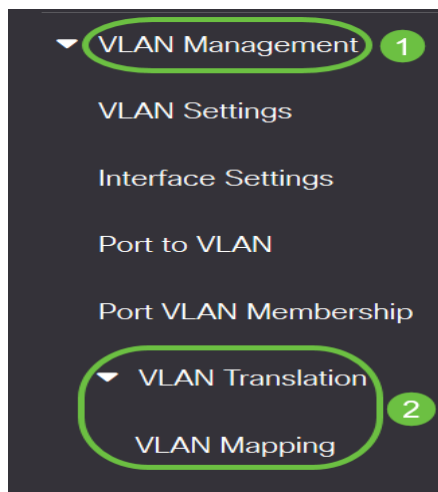 VLAN Management 1
VLAN Settings
Interface Settings
Port to VLAN
Port VLAN Membership
VLAN Translation
2
VLAN Mapping